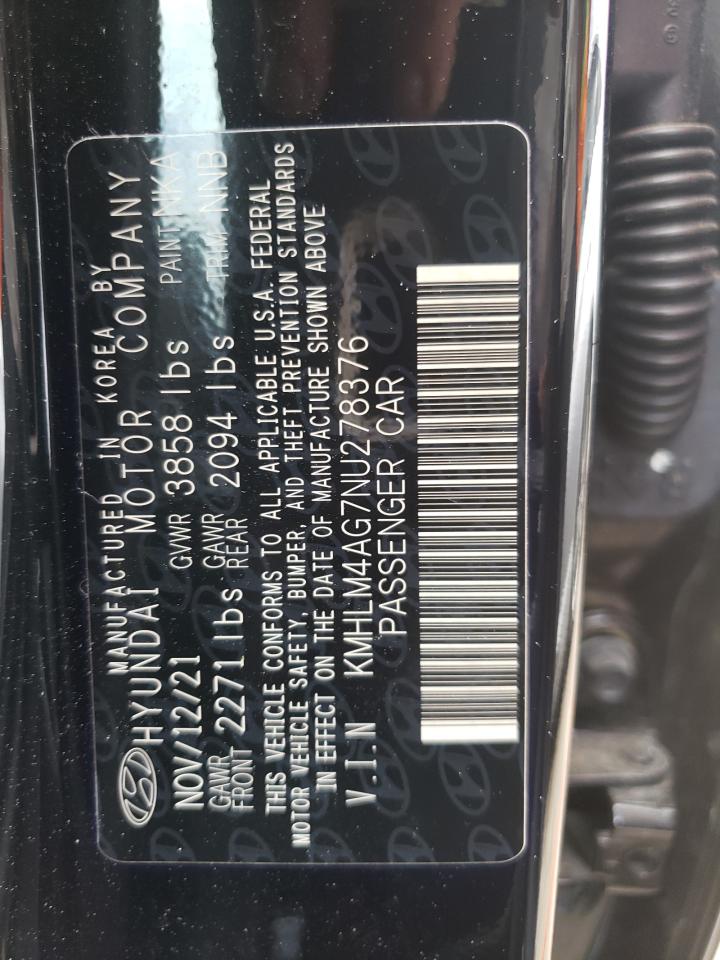 MANUFACTURED IN KOREA BY
HYUNDAI MOTOR COMPANY
NOV/12/21 GVWR 3858 lbs PAINT NKA
GAWR FRONT 2271 lbs GAWR REAR 2094 lbs TRIM NNB
THIS VEHICLE CONFORMS TO ALL APPLICABLE U.S.A. FEDERAL
MOTOR VEHICLE SAFETY, BUMPER, AND THEFT PREVENTION STANDARDS
IN EFFECT ON THE DATE OF MANUFACTURE SHOWN ABOVE
V.I.N KMHLM4AG7NU278376
PASSENGER CAR